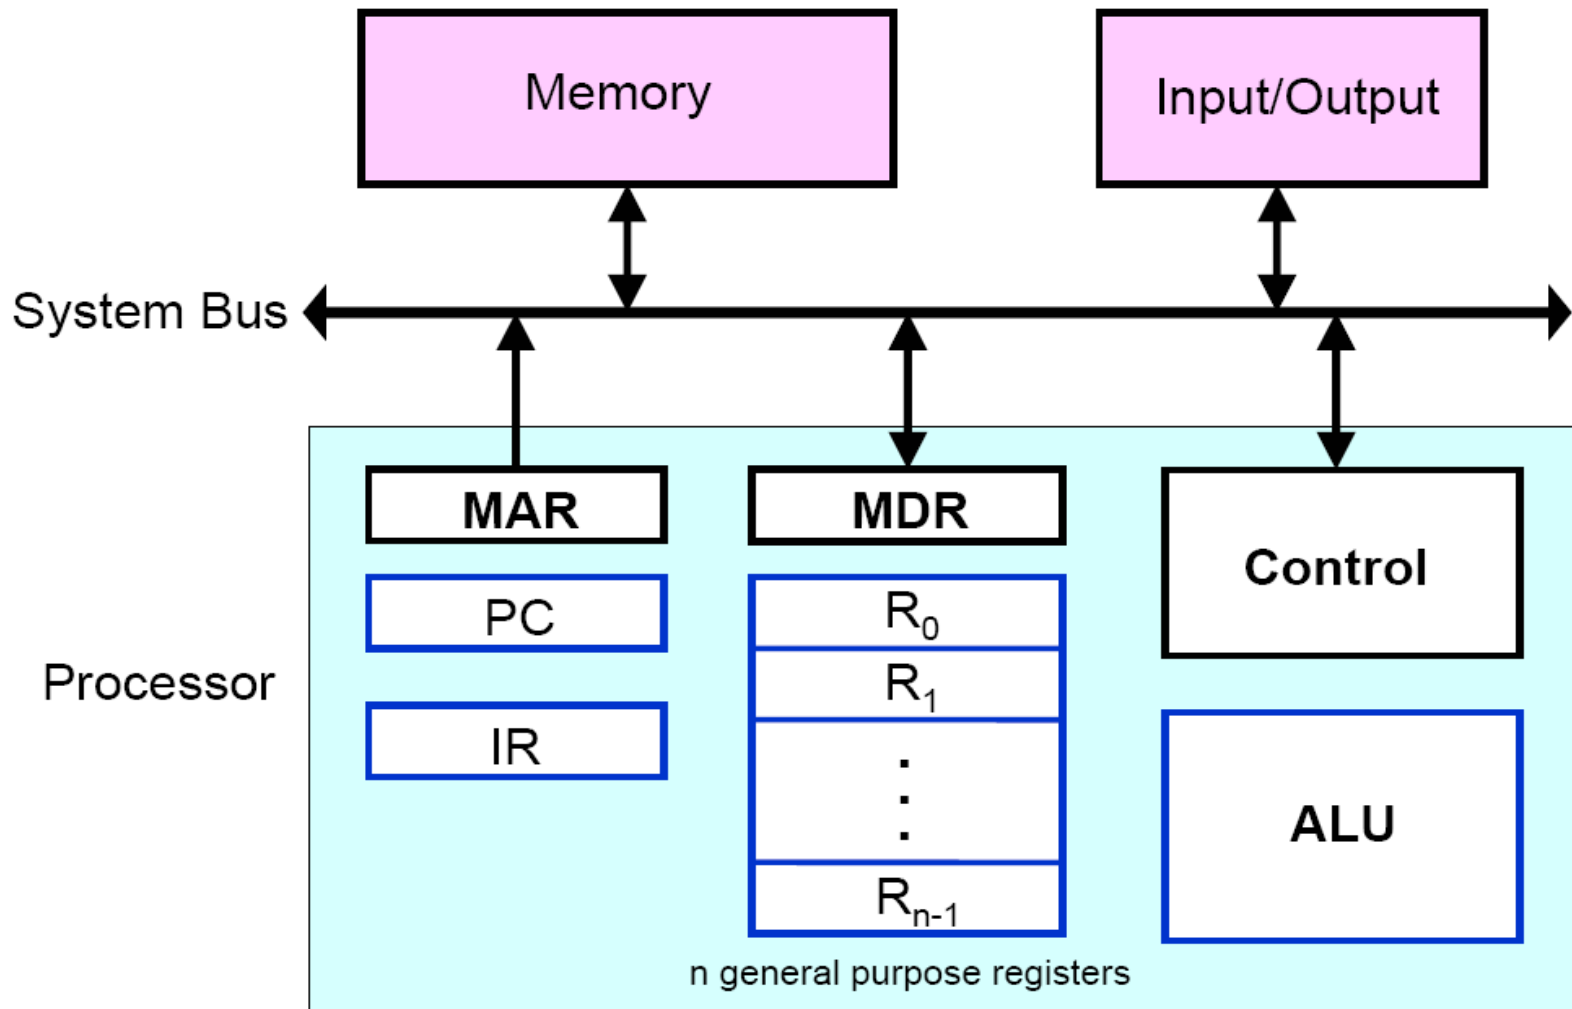 Memory
Input/Output
System Bus
MAR
MDR
Control
PC
R₀
Processor
R₁
IR
.
.
.
ALU
Rₙ₋₁
n general purpose registers